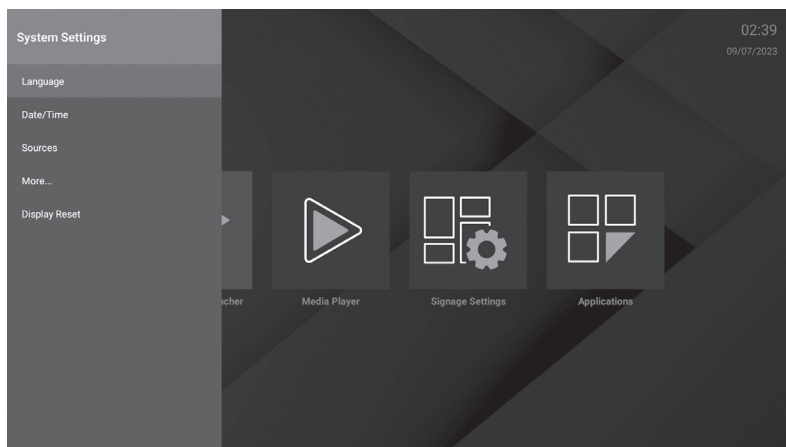 System Settings
Language
Date/Time
Sources
More...
Display Reset
02:39
09/07/2023
cher
Media Player
Signage Settings
Applications